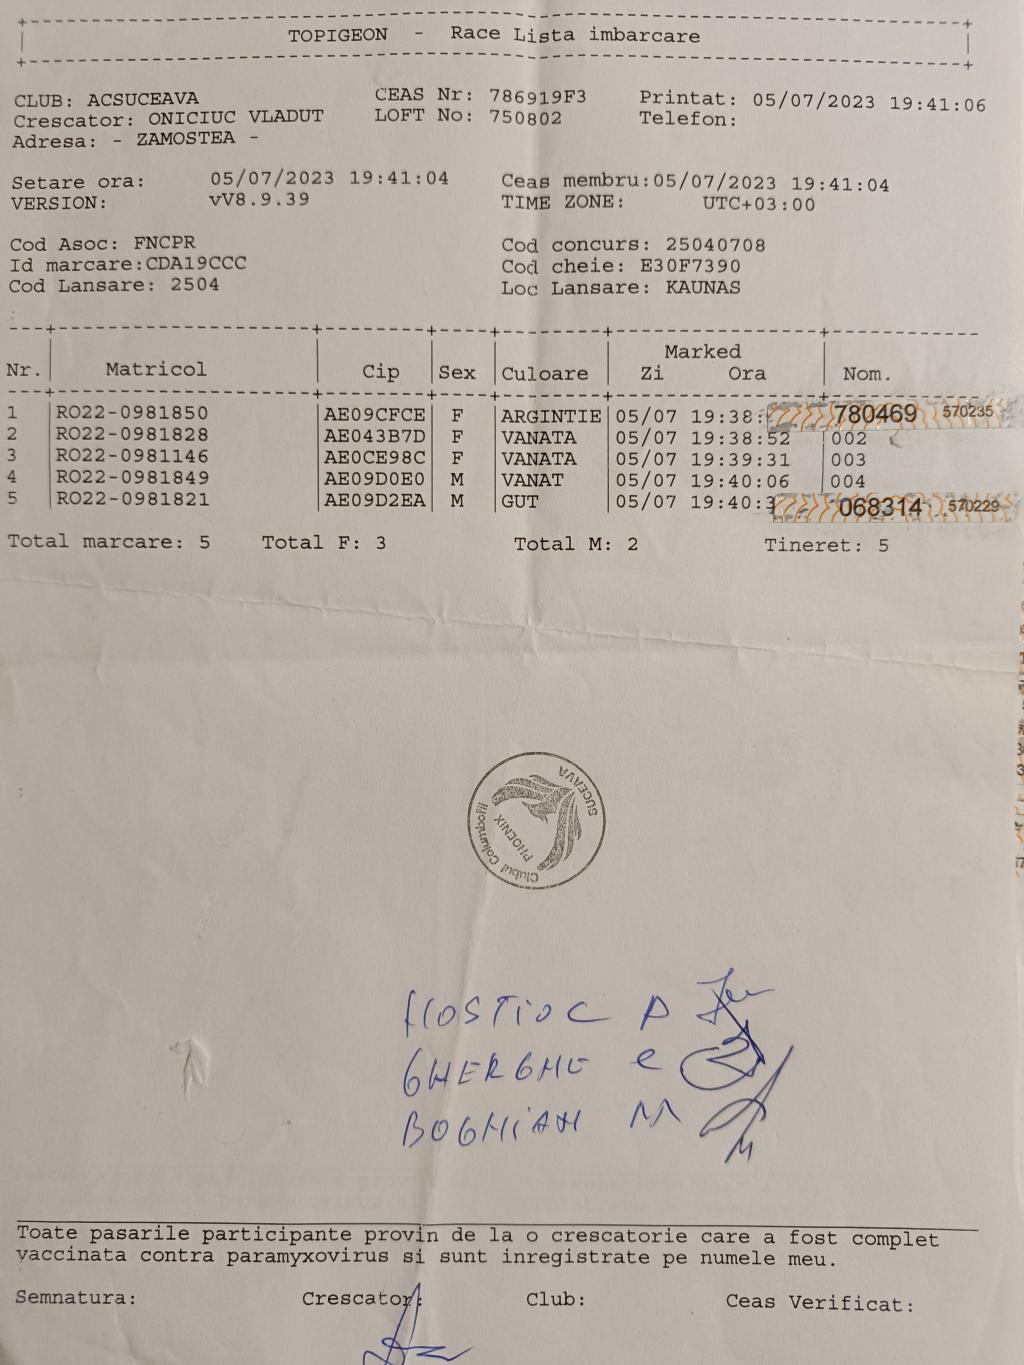 TOPIGEON - Race Lista imbarcare
CLUB: ACSUCEAVA CEAS Nr: 786919F3 Printat: 05/07/2023 19:41:06
Crescator: ONICIUC VLADUT LOFT No: 750802 Telefon:
Adresa: - ZAMOSTEA -
Setare ora: 05/07/2023 19:41:04 Ceas membru:05/07/2023 19:41:04
VERSION: vV8.9.39 TIME ZONE: UTC+03:00
Cod Asoc: FNCPR Cod concurs: 25040708
Id marcare:CDA19CCC Cod cheie: E30F7390
Cod Lansare: 2504 Loc Lansare: KAUNAS
Marked
Nr. Matricol Cip Sex Culoare Zi Ora Nom.
1 RO22-0981850 AE09CFCE F ARGINTIE 05/07 19:38: 780469 570235
2 RO22-0981828 AE043B7D F VANATA 05/07 19:38:52 002
3 RO22-0981146 AE0CE98C F VANATA 05/07 19:39:31 003
4 RO22-0981849 AE09D0E0 M VANAT 05/07 19:40:06 004
5 RO22-0981821 AE09D2EA M GUT 05/07 19:40:3 068314 570229
Total marcare: 5 Total F: 3 Total M: 2 Tineret: 5
Clubul Columbofil
PHOENIX
SUCEAVA
GHERGHE e
BOGHIAN M
Toate pasarile participante provin de la o crescatorie care a fost complet
vaccinata contra paramyxovirus si sunt inregistrate pe numele meu.
Semnatura: Crescator: Club: Ceas Verificat: